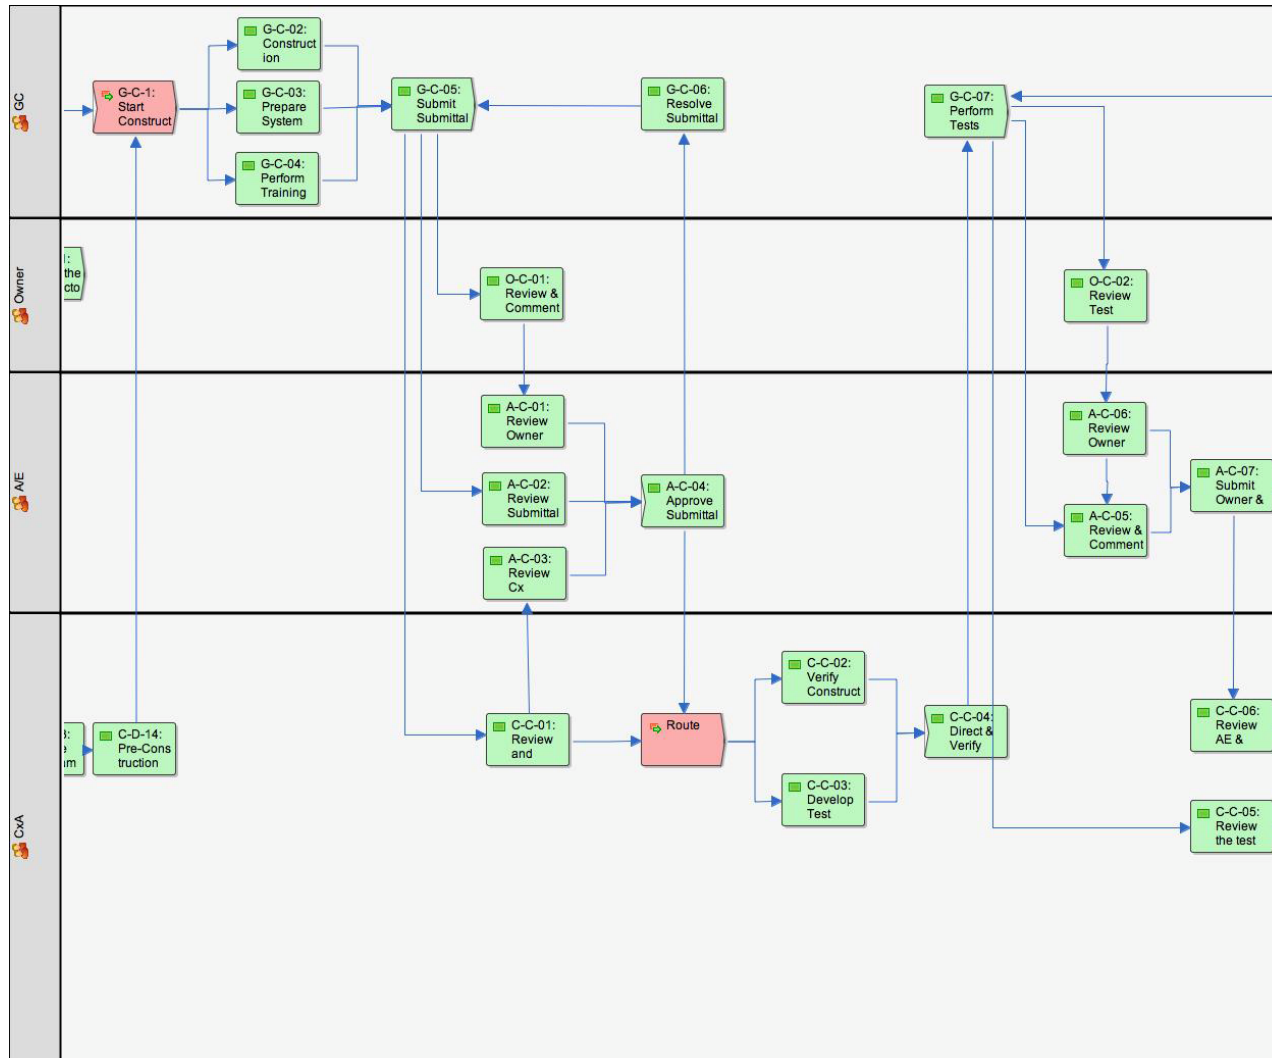 GC
G-C-1:
Start
Construct
G-C-02:
Construct
ion
G-C-03:
Prepare
System
G-C-04:
Perform
Training
G-C-05:
Submit
Submittal
G-C-06:
Resolve
Submittal
G-C-07:
Perform
Tests
Owner
the
cto
O-C-01:
Review &
Comment
O-C-02:
Review
Test
A/E
A-C-01:
Review
Owner
A-C-02:
Review
Submittal
A-C-03:
Review
Cx
A-C-04:
Approve
Submittal
A-C-06:
Review
Owner
A-C-05:
Review &
Comment
A-C-07:
Submit
Owner &
CxA
3:
e
am
C-D-14:
Pre-Cons
truction
C-C-01:
Review
and
Route
C-C-02:
Verify
Construct
C-C-03:
Develop
Test
C-C-04:
Direct &
Verify
C-C-06:
Review
AE &
C-C-05:
Review
the test